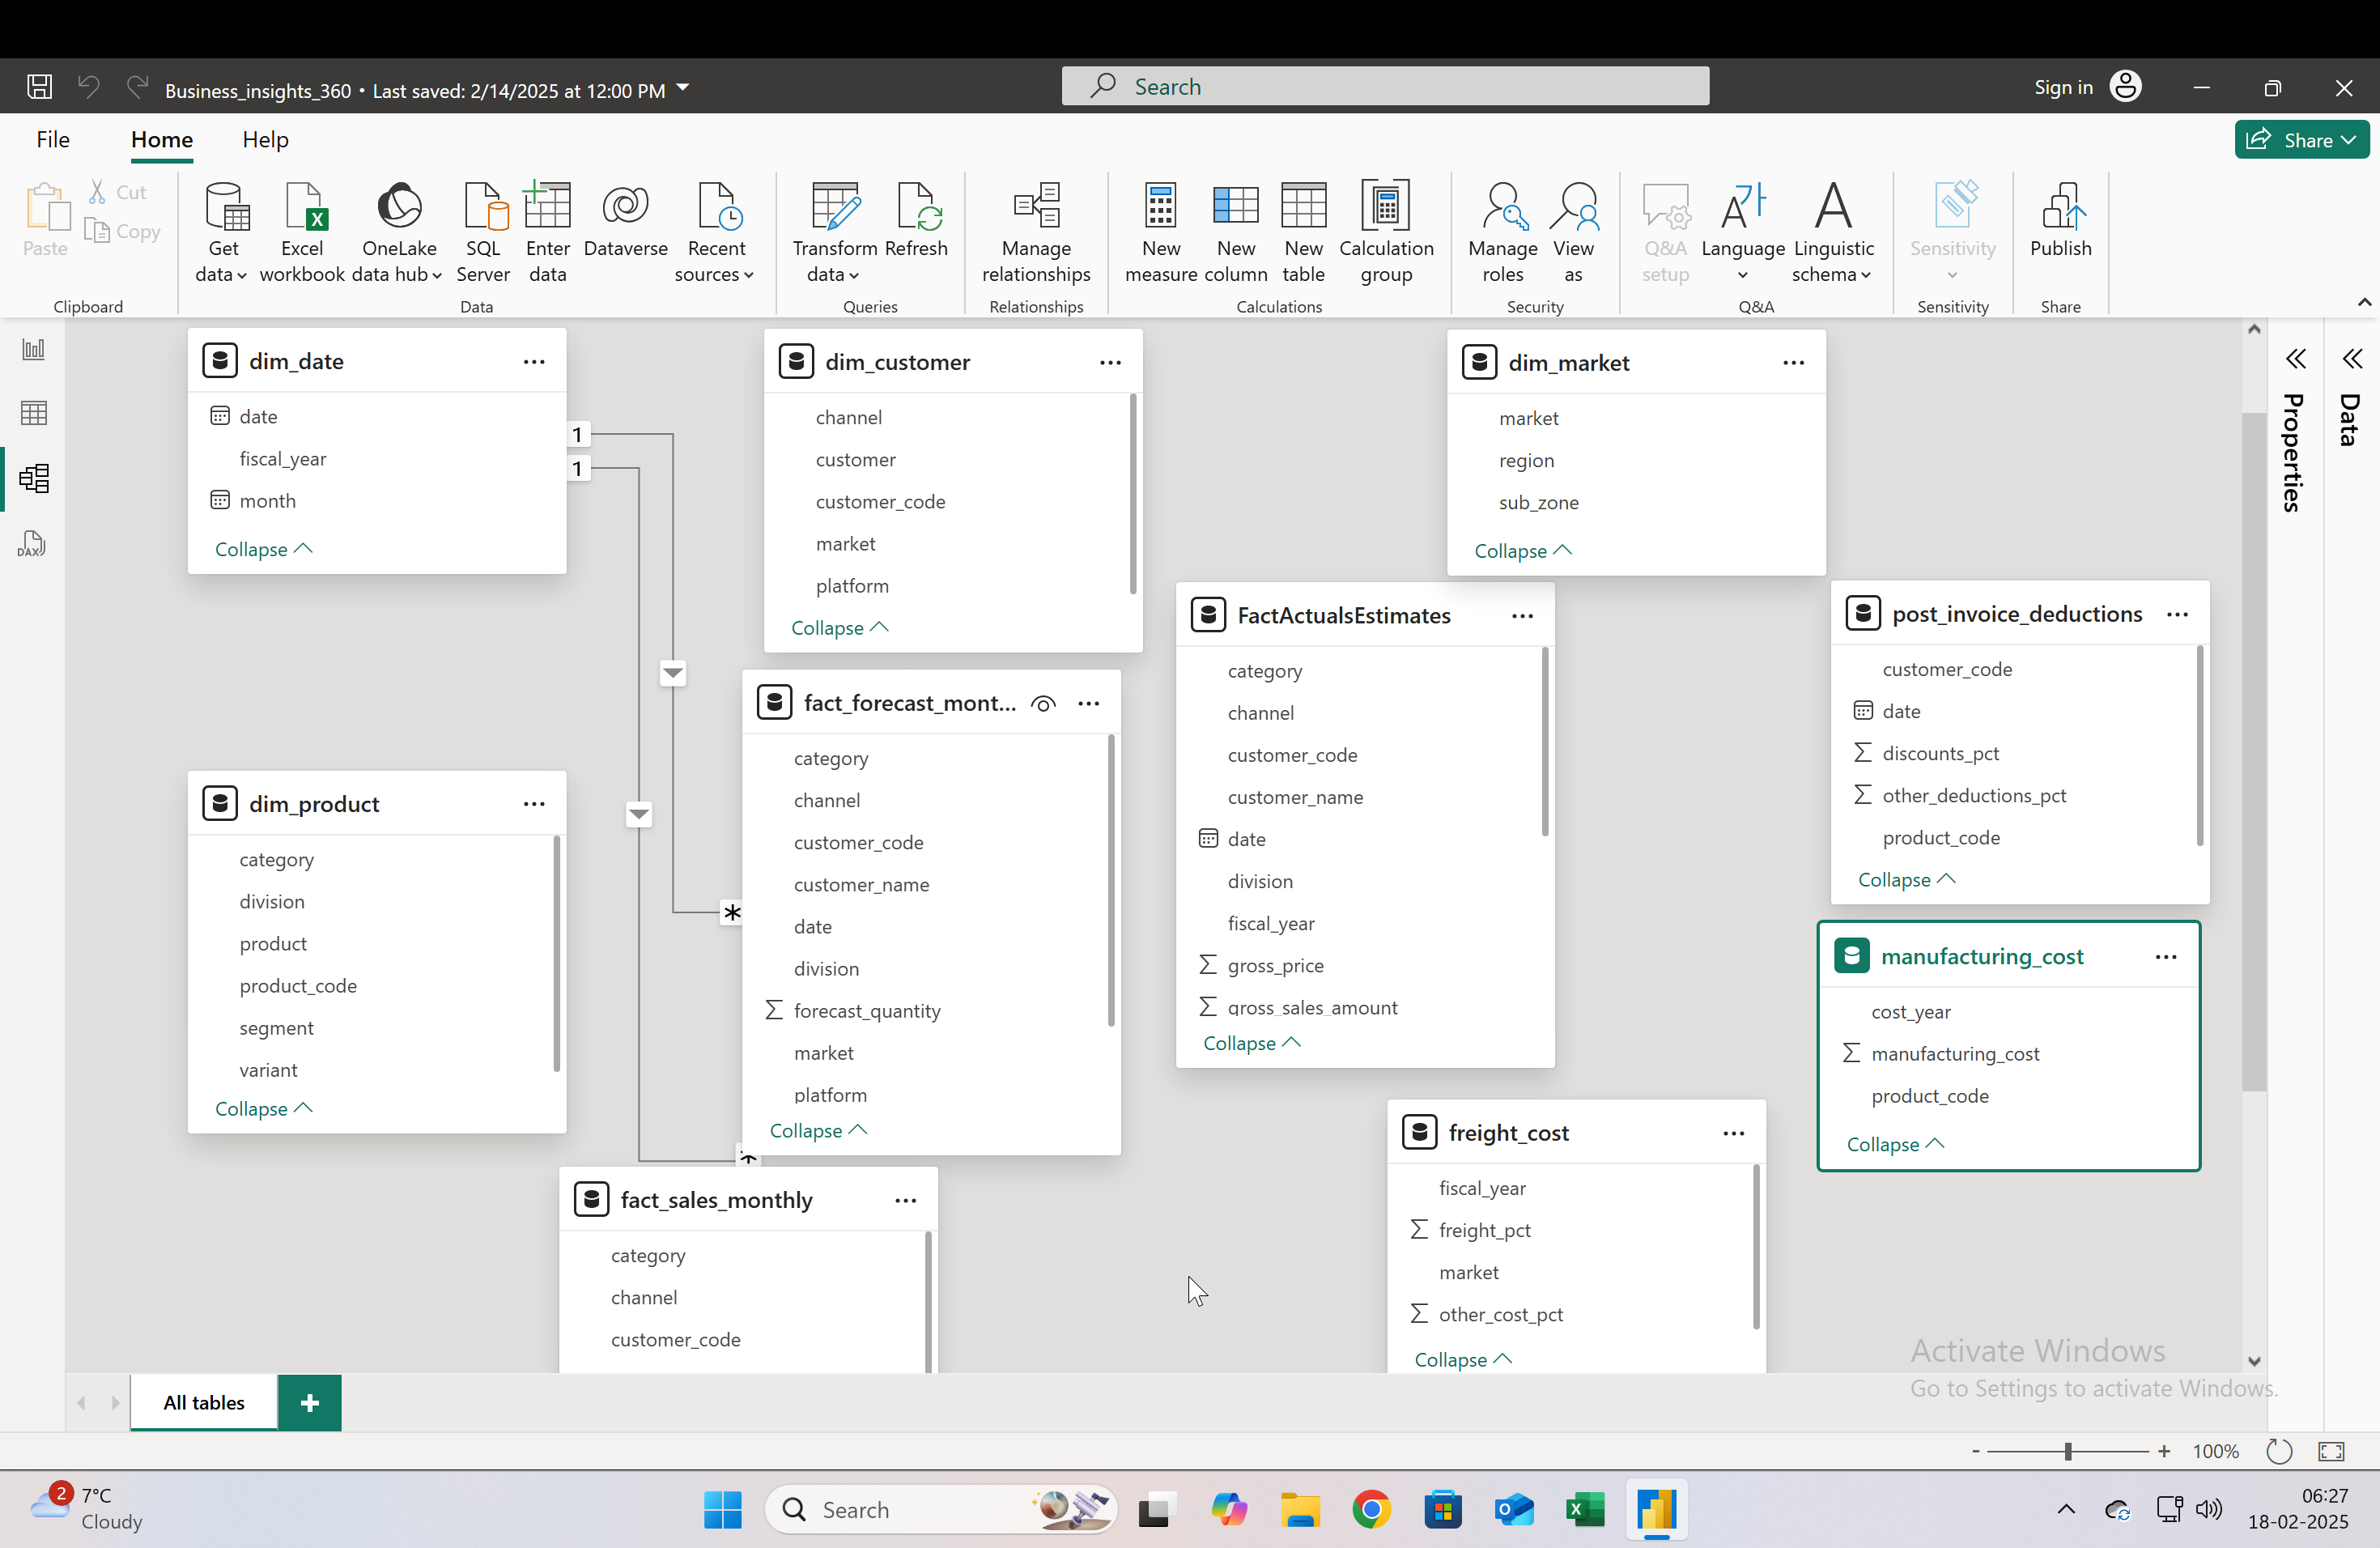 Business_insights_360 • Last saved: 2/14/2025 at 12:00 PM
Search
Sign in
File
Home
Help
Share
Paste
Cut
Copy
Clipboard
Get data
Excel workbook
OneLake data hub
SQL Server
Enter data
Dataverse
Recent sources
Data
Transform data
Refresh
Queries
Manage relationships
Relationships
New measure
New column
New table
Calculation group
Calculations
Manage roles
View as
Security
Q&A setup
Language
Linguistic schema
Q&A
Sensitivity
Sensitivity
Publish
Share
DAX
dim_date
date
fiscal_year
month
Collapse
1
1
dim_customer
channel
customer
customer_code
market
platform
Collapse
dim_market
market
region
sub_zone
Collapse
Properties
Data
FactActualsEstimates
category
channel
customer_code
customer_name
date
division
fiscal_year
gross_price
gross_sales_amount
Collapse
post_invoice_deductions
customer_code
date
discounts_pct
other_deductions_pct
product_code
Collapse
fact_forecast_mont...
category
channel
customer_code
customer_name
date
division
forecast_quantity
market
platform
Collapse
*
*
dim_product
category
division
product
product_code
segment
variant
Collapse
manufacturing_cost
cost_year
manufacturing_cost
product_code
Collapse
freight_cost
fiscal_year
freight_pct
market
other_cost_pct
Collapse
fact_sales_monthly
category
channel
customer_code
Activate Windows
Go to Settings to activate Windows.
All tables
+
- + 100%
2
7°C
Cloudy
Search
06:27
18-02-2025